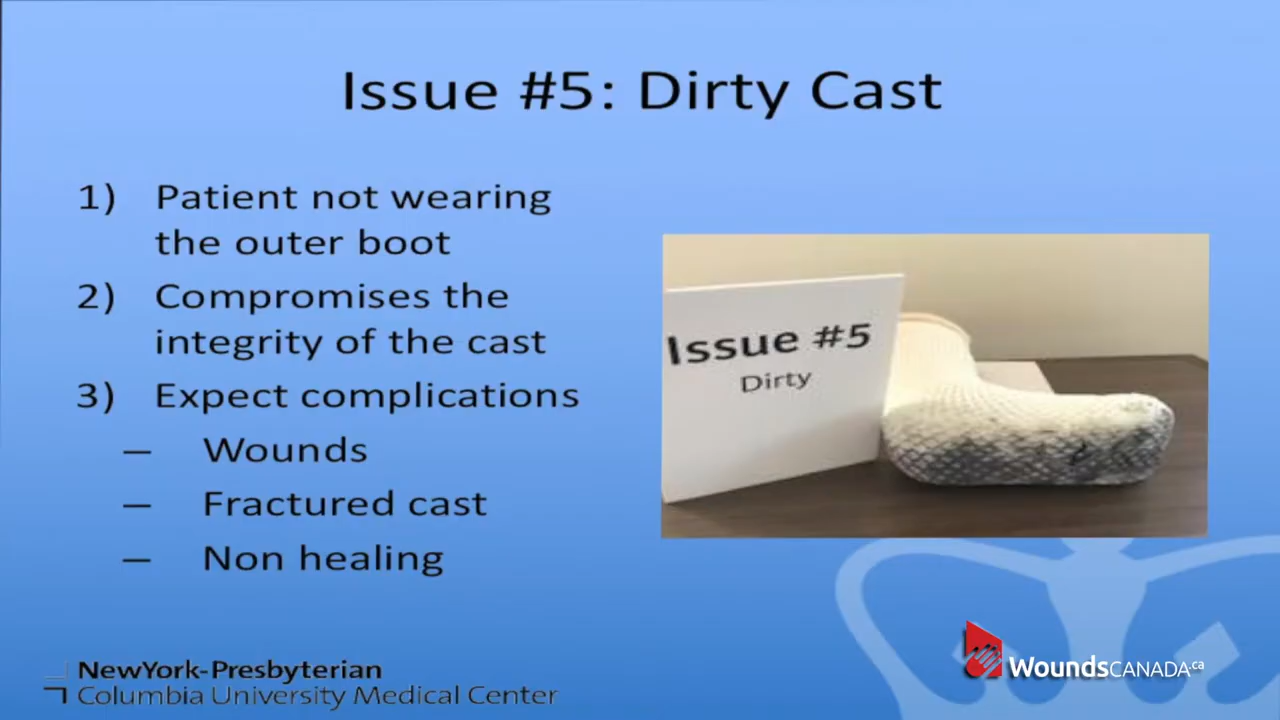 Issue #5: Dirty Cast
1) Patient not wearing
the outer boot
2) Compromises the
integrity of the cast
3) Expect complications
— Wounds
— Fractured cast
— Non healing
Issue #5
Dirty
NewYork-Presbyterian
Columbia University Medical Center
WoundsCANADA.ca